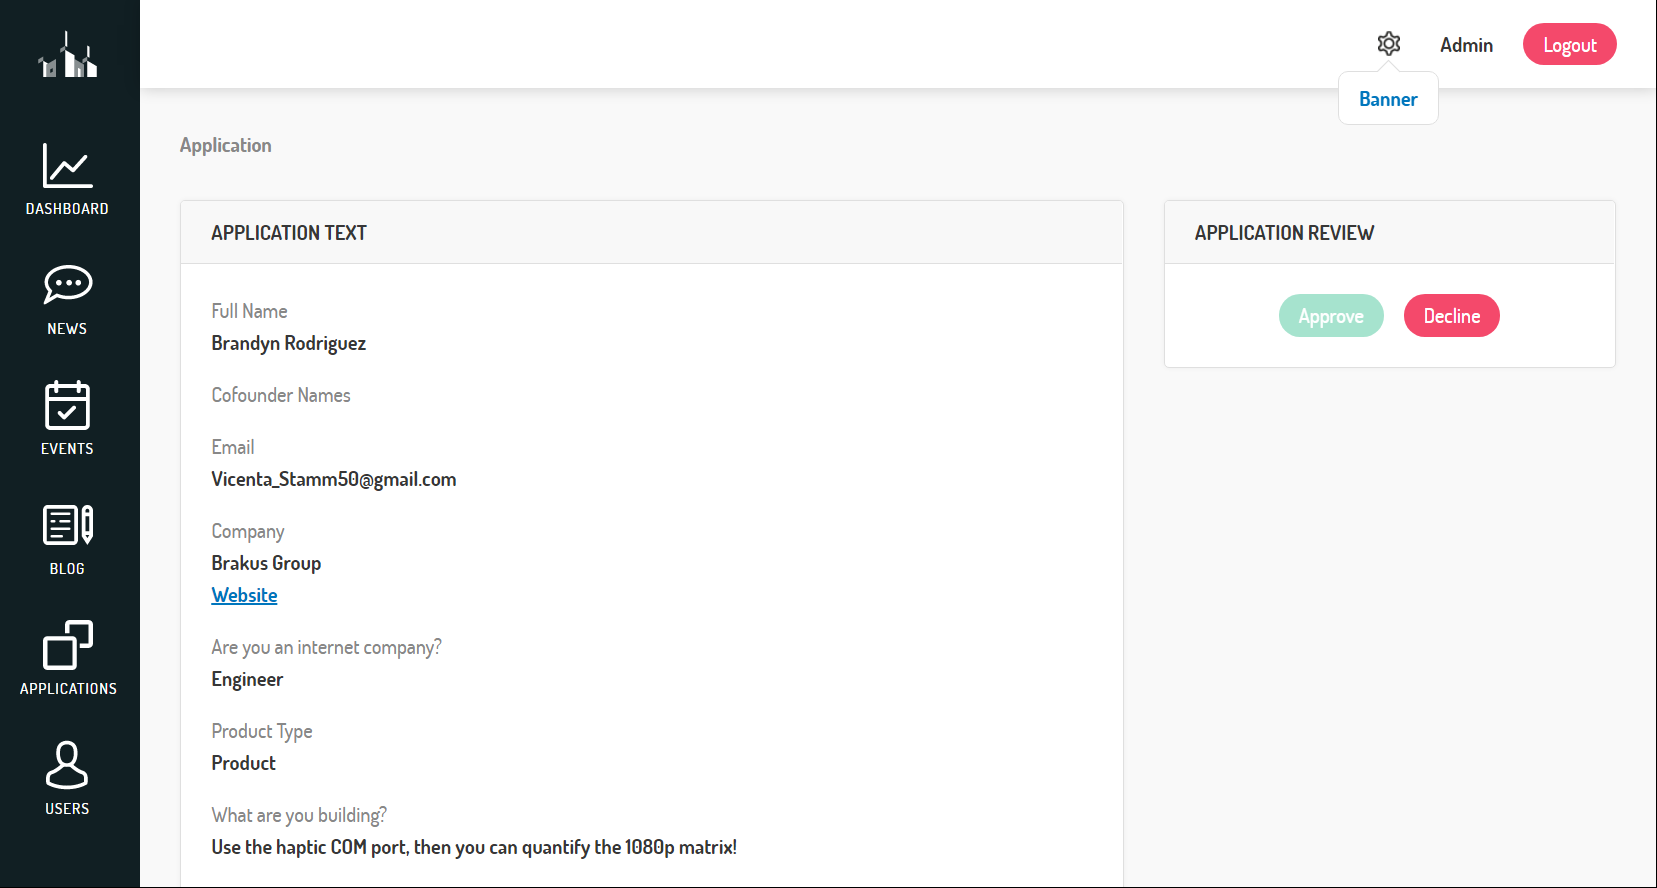 Admin
Logout
Banner
DASHBOARD
NEWS
EVENTS
BLOG
APPLICATIONS
USERS
Application
APPLICATION TEXT
Full Name
Brandyn Rodriguez
Cofounder Names
Email
Vicenta_Stamm50@gmail.com
Company
Brakus Group
Website
Are you an internet company?
Engineer
Product Type
Product
What are you building?
Use the haptic COM port, then you can quantify the 1080p matrix!
APPLICATION REVIEW
Approve
Decline